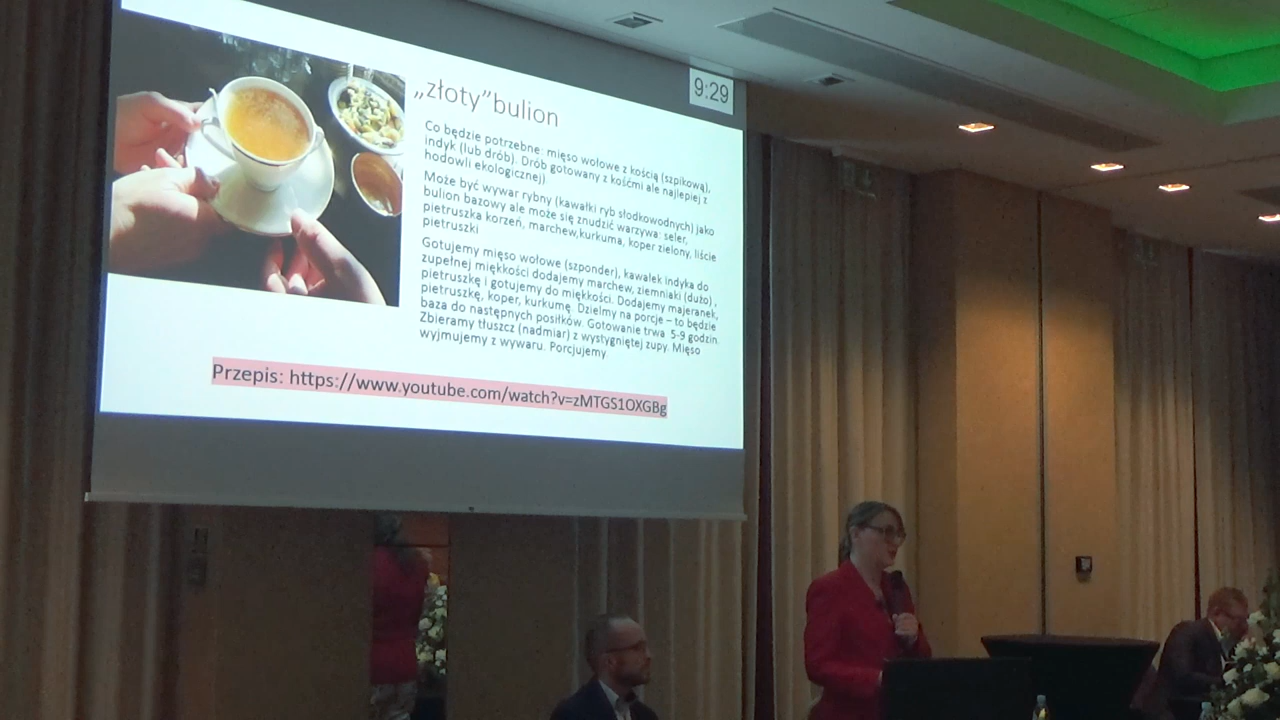 9:29
„złoty”bulion
Co będzie potrzebne: mięso wołowe z kością (szpikową),
indyk (lub drób). Drób gotowany z kośćmi ale najlepiej z
hodowli ekologicznej)
Może być wywar rybny (kawałki ryb słodkowodnych) jako
bulion bazowy ale może się znudzić warzywa: seler,
pietruszka korzeń, marchew,kurkuma, koper zielony, liście
pietruszki
Gotujemy mięso wołowe (szponder), kawałek indyka do
zupełnej miękkości dodajemy marchew, ziemniaki (dużo) ,
pietruszkę i gotujemy do miękkości. Dodajemy majeranek,
pietruszkę, koper, kurkumę. Dzielmy na porcje – to będzie
baza do następnych posiłków. Gotowanie trwa 5-9 godzin.
Zbieramy tłuszcz (nadmiar) z wystygniętej zupy. Mięso
wyjmujemy z wywaru. Porcjujemy
Przepis: https://www.youtube.com/watch?v=zMTGS1OXGBg